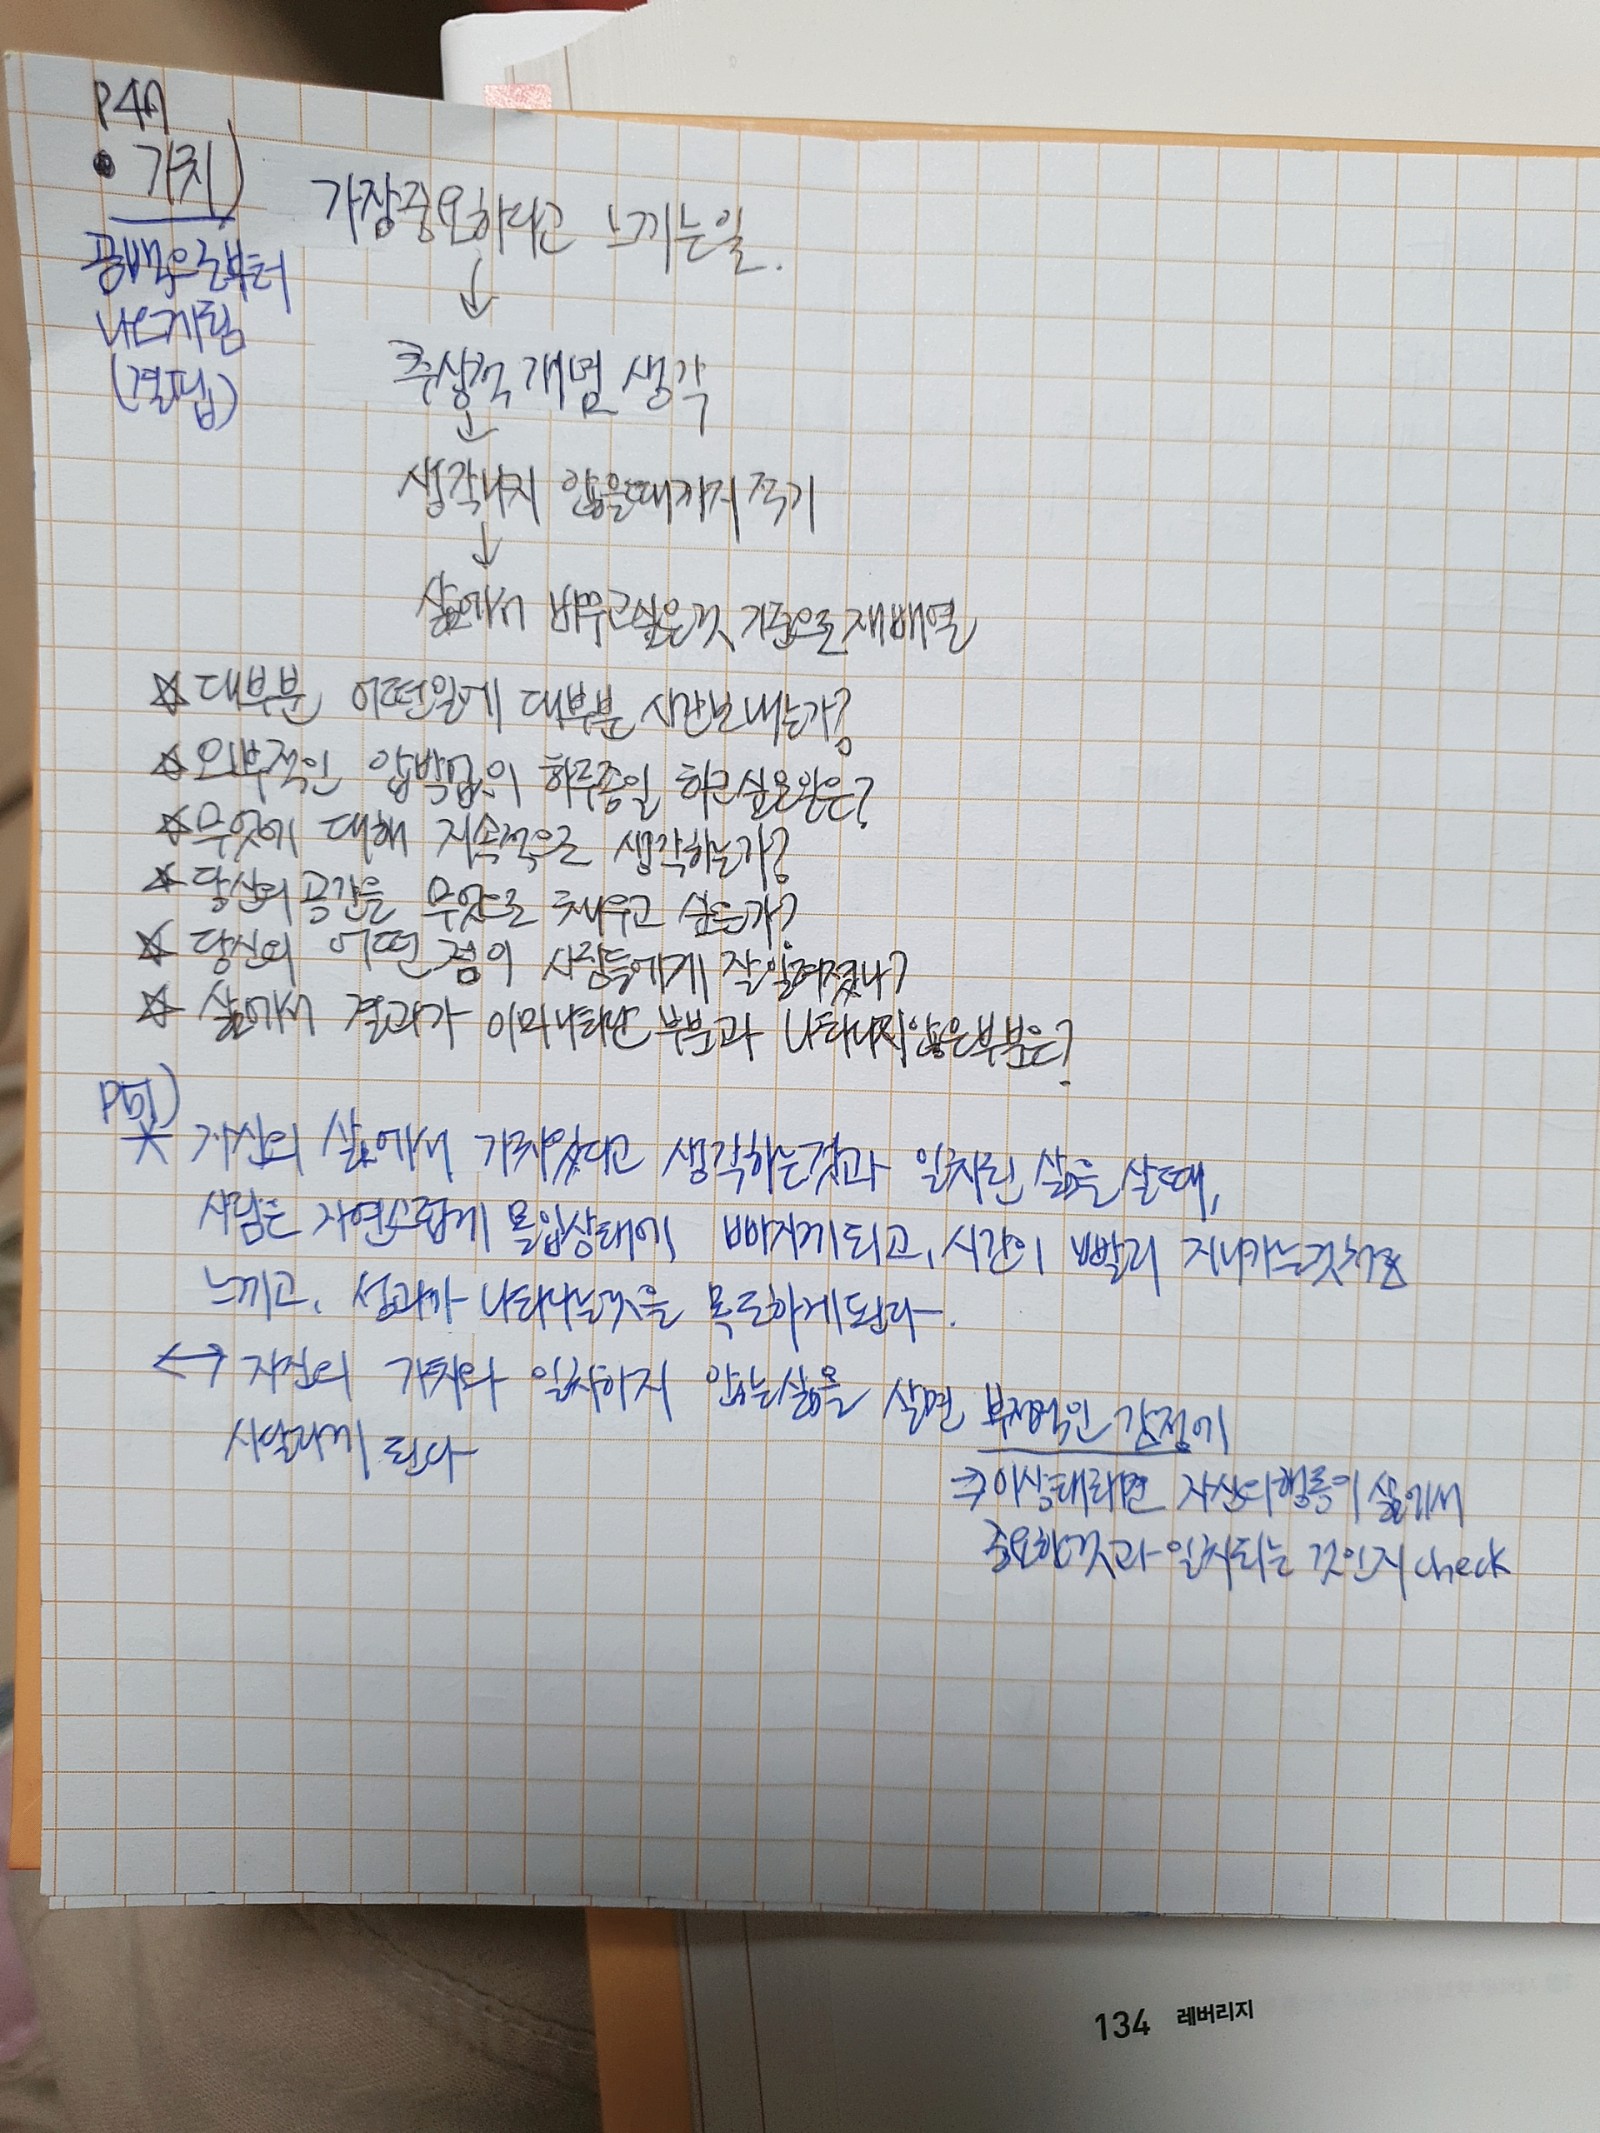 P47
• 가치)
가장중요하다고 느끼는일.
공백으로부터
나오게됨
(결핍)
↓
추상적 개념 생각
↓
생각나지 않을때까지 적기
↓
삶에서 바꾸고싶은것 기준으로 재배열
☆ 대부분 어떤일에 대부분 시간보내는가?
☆ 외부적인 압박없이 하루종일 하고싶은일은?
☆ 무엇에 대해 지속적으로 생각하는가?
☆ 당신의 공간을 무엇으로 채우고 싶은가?
☆ 당신의 어떤 점이 사람들에게 잘알려졌나?
☆ 삶에서 결과가 이미나타난 부분과 나타나지않은부분은?
P51)
* 자신의 삶에서 가치있다고 생각하는것과 일치된 삶을 살때,
사람은 자연스럽게 몰입상태에 빠지게되고, 시간이 빨리 지나가는것처럼
느끼고, 성과가 나타나는것을 목도하게된다.
↔ 자신의 가치와 일치하지 않는삶을 살면 부정적인 감정에
시달리게 된다
→ 이상태라면 자신의행동이 삶에서
중요한것과 일치되는 것인지 check
134 레버리지